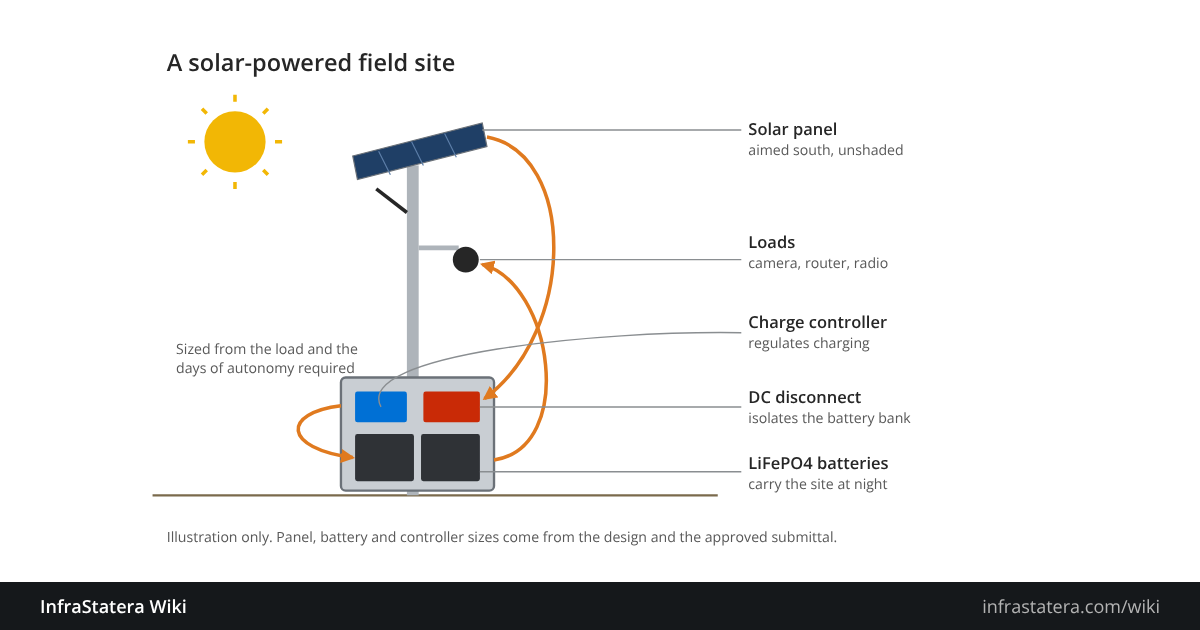 A solar-powered field site
Solar panel
aimed south, unshaded
Loads
camera, router, radio
Charge controller
regulates charging
Sized from the load and the
days of autonomy required
DC disconnect
isolates the battery bank
LiFePO4 batteries
carry the site at night
Illustration only. Panel, battery and controller sizes come from the design and the approved submittal.
InfraStatera Wiki
infrastatera.com/wiki